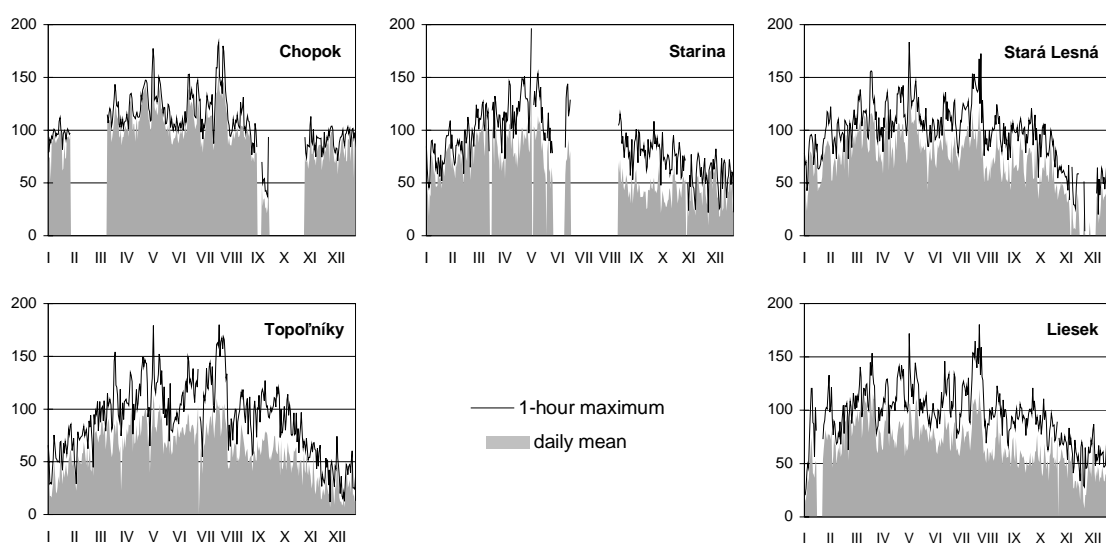 200
150
100
50
0
Chopok
I II III IV V VI VII VIII IX X XI XII
200
150
100
50
0
Starina
I II III IV V VI VII VIII IX X XI XII
200
150
100
50
0
Stará Lesná
I II III IV V VI VII VIII IX X XI XII
200
150
100
50
0
Topoľníky
I II III IV V VI VII VIII IX X XI XII
1-hour maximum
daily mean
200
150
100
50
0
Liesek
I II III IV V VI VII VIII IX X XI XII